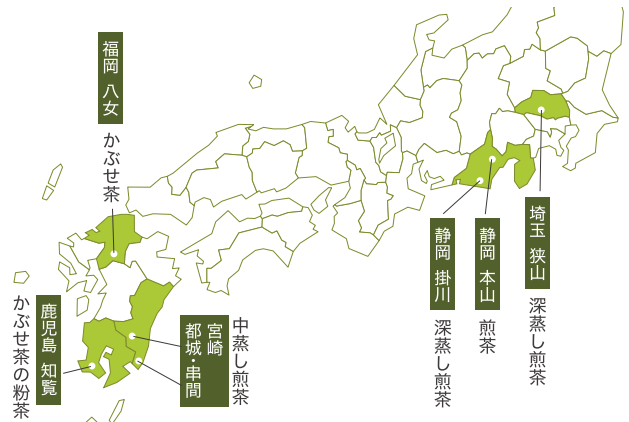 福岡 八女
かぶせ茶
埼玉 狭山
深蒸し煎茶
静岡 本山
煎茶
静岡 掛川
深蒸し煎茶
宮崎
都城・串間
中蒸し煎茶
鹿児島 知覧
かぶせ茶の粉茶